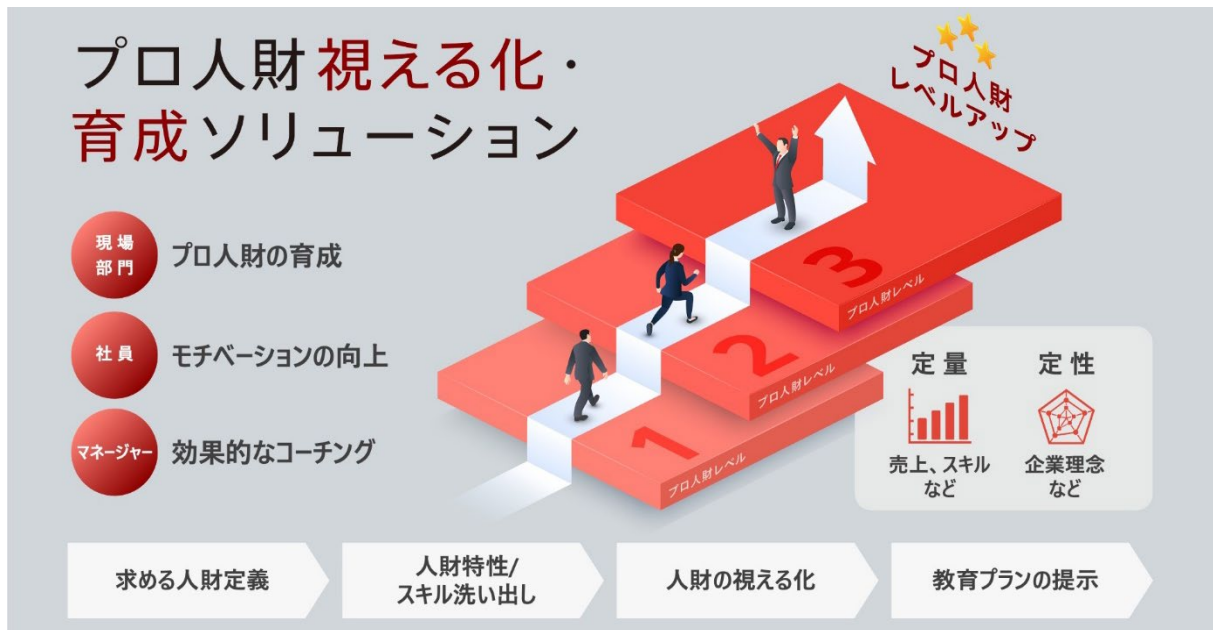 プロ人財 視える化・
育成 ソリューション
プロ人財
レベルアップ
現場
部門
プロ人財の育成
社員
モチベーションの向上
マネージャー
効果的なコーチング
3
プロ人財レベル
2
プロ人財レベル
1
プロ人財レベル
定量
売上、スキル
など
定性
企業理念
など
求める人財定義
人財特性/
スキル洗い出し
人財の視える化
教育プランの提示